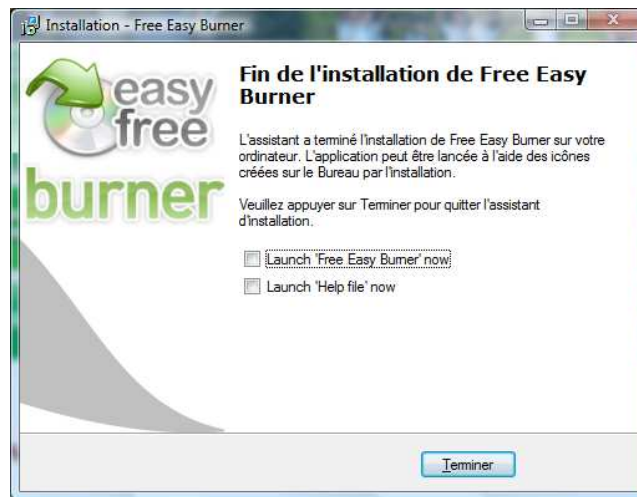 Installation - Free Easy Burner
easy
free
burner
Fin de l'installation de Free Easy
Burner
L'assistant a terminé l'installation de Free Easy Burner sur votre
ordinateur. L'application peut être lancée à l'aide des icônes
créées sur le Bureau par l'installation.
Veuillez appuyer sur Terminer pour quitter l'assistant
d'installation.
Launch 'Free Easy Burner' now
Launch 'Help file' now
Terminer